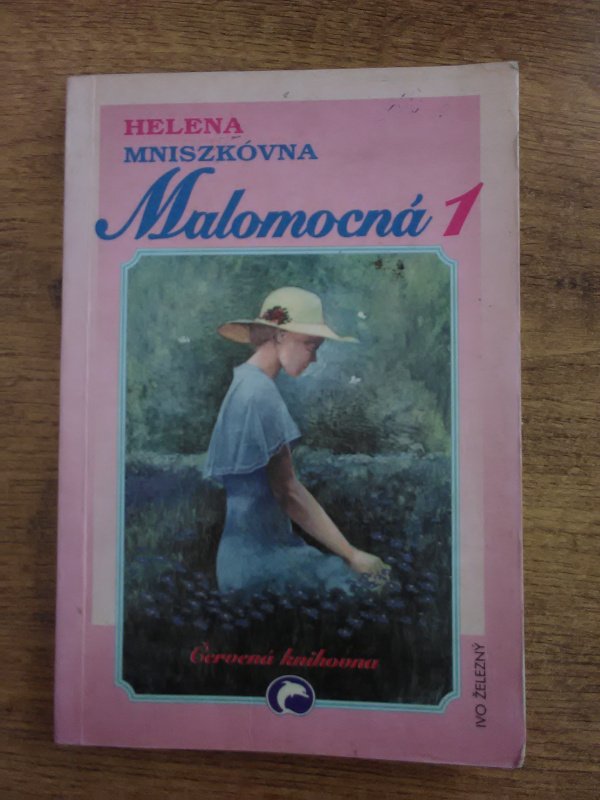 HELENA
MNISZKÓVNA
Malomocná 1
Červená knihovna
IVO ŽELEZNÝ